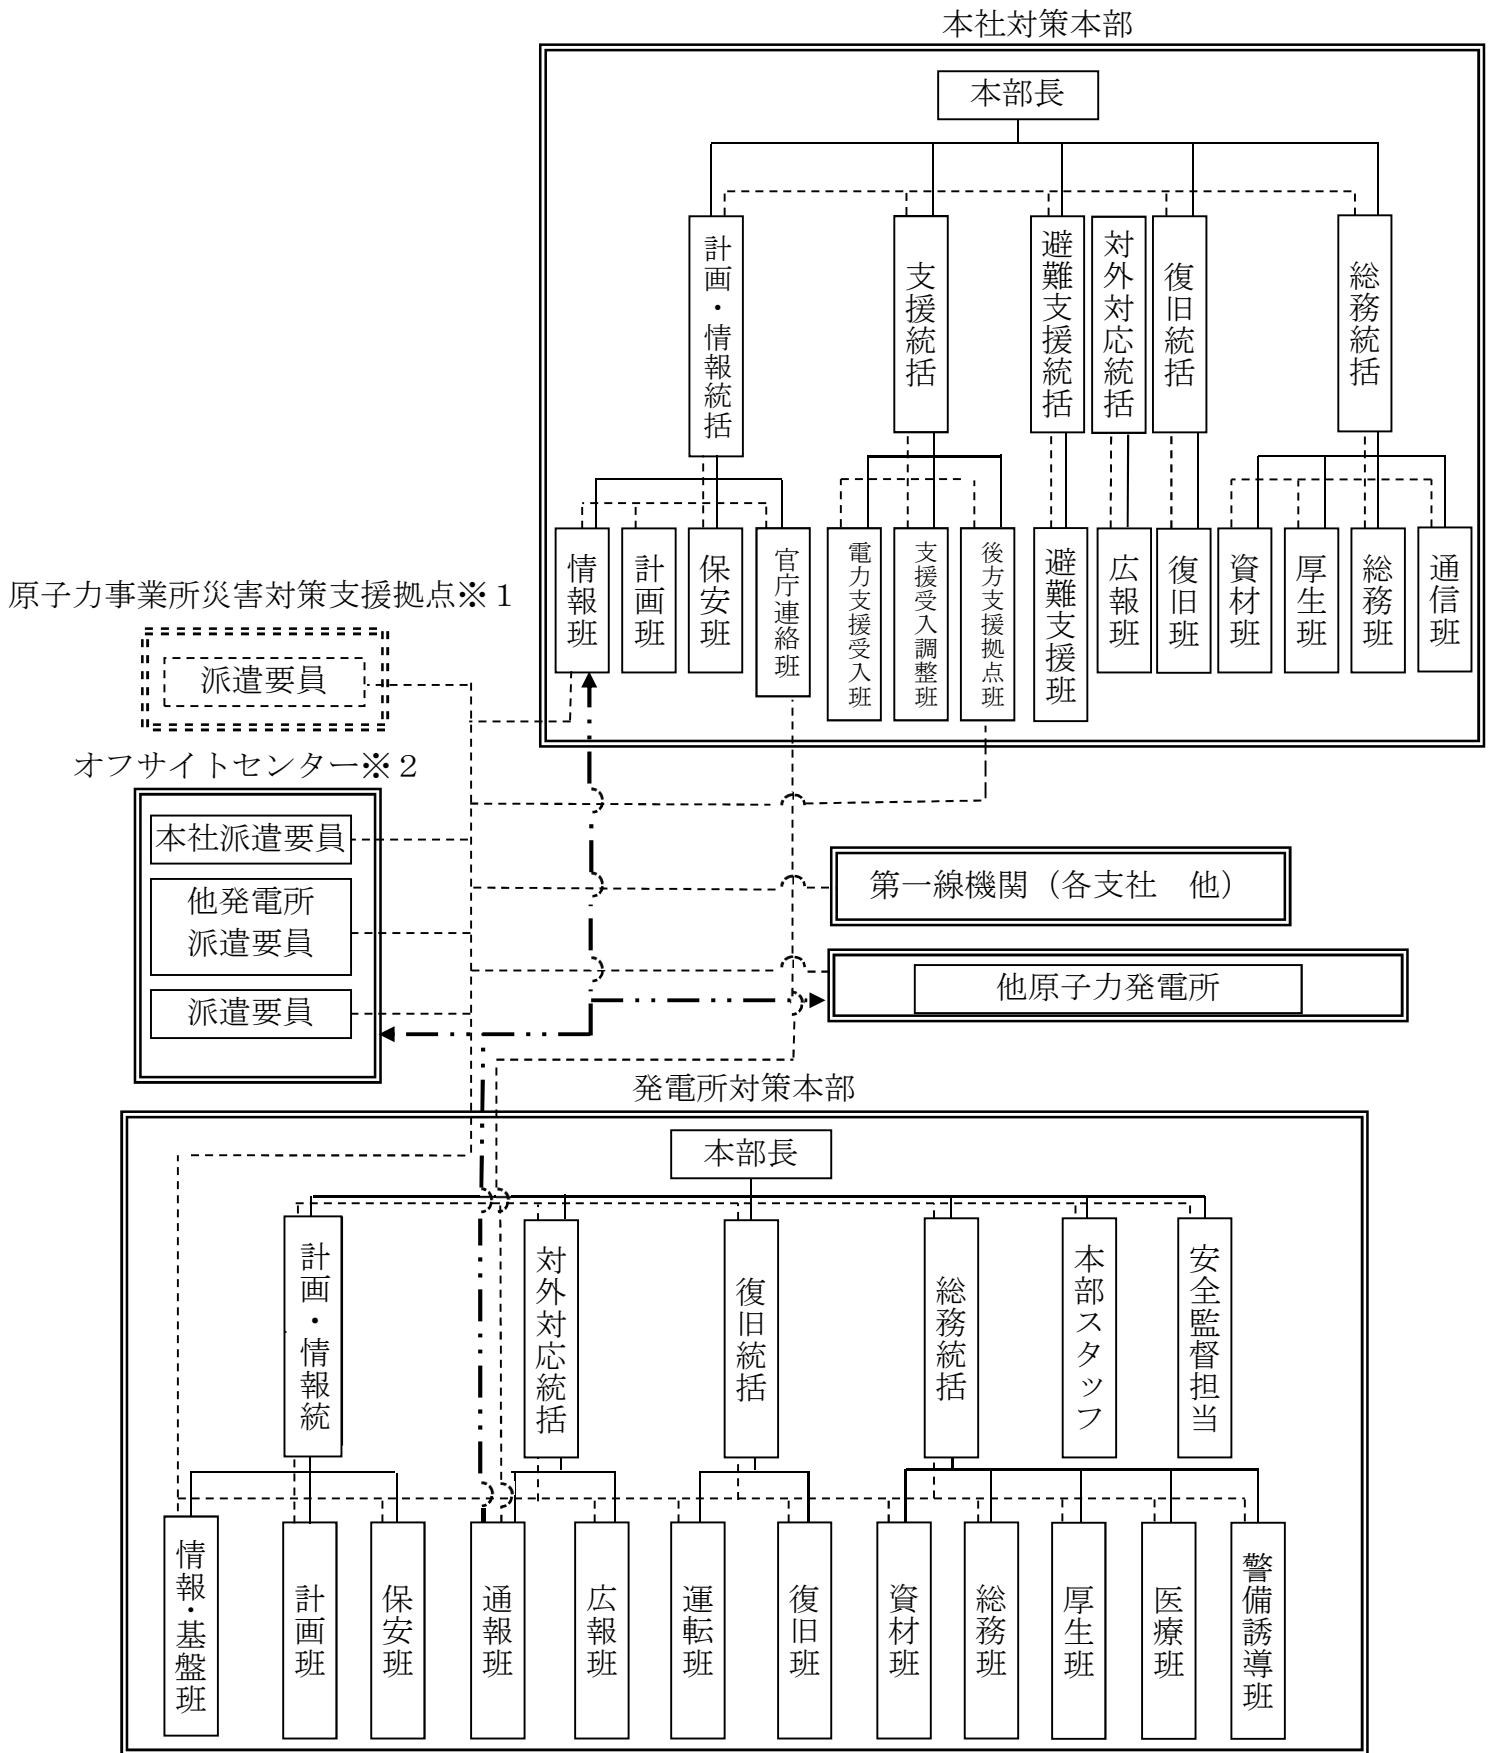 本社対策本部
本部長
計画・情報統括
支援統括
避難支援統括
対外対応統括
復旧統括
総務統括
情報班
計画班
保安班
官庁連絡班
電力支援受入班
支援受入調整班
後方支援拠点班
避難支援班
広報班
復旧班
資材班
厚生班
総務班
通信班
原子力事業所災害対策支援拠点※1
派遣要員
オフサイトセンター※2
本社派遣要員
他発電所
派遣要員
派遣要員
第一線機関（各支社　他）
他原子力発電所
発電所対策本部
本部長
計画・情報統
対外対応統括
復旧統括
総務統括
本部スタッフ
安全監督担当
情報・基盤班
計画班
保安班
通報班
広報班
運転班
復旧班
資材班
総務班
厚生班
医療班
警備誘導班